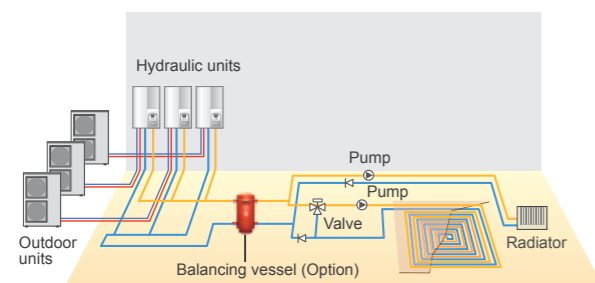 Hydraulic units
Pump
Pump
Valve
Outdoor
units
Radiator
Balancing vessel (Option)